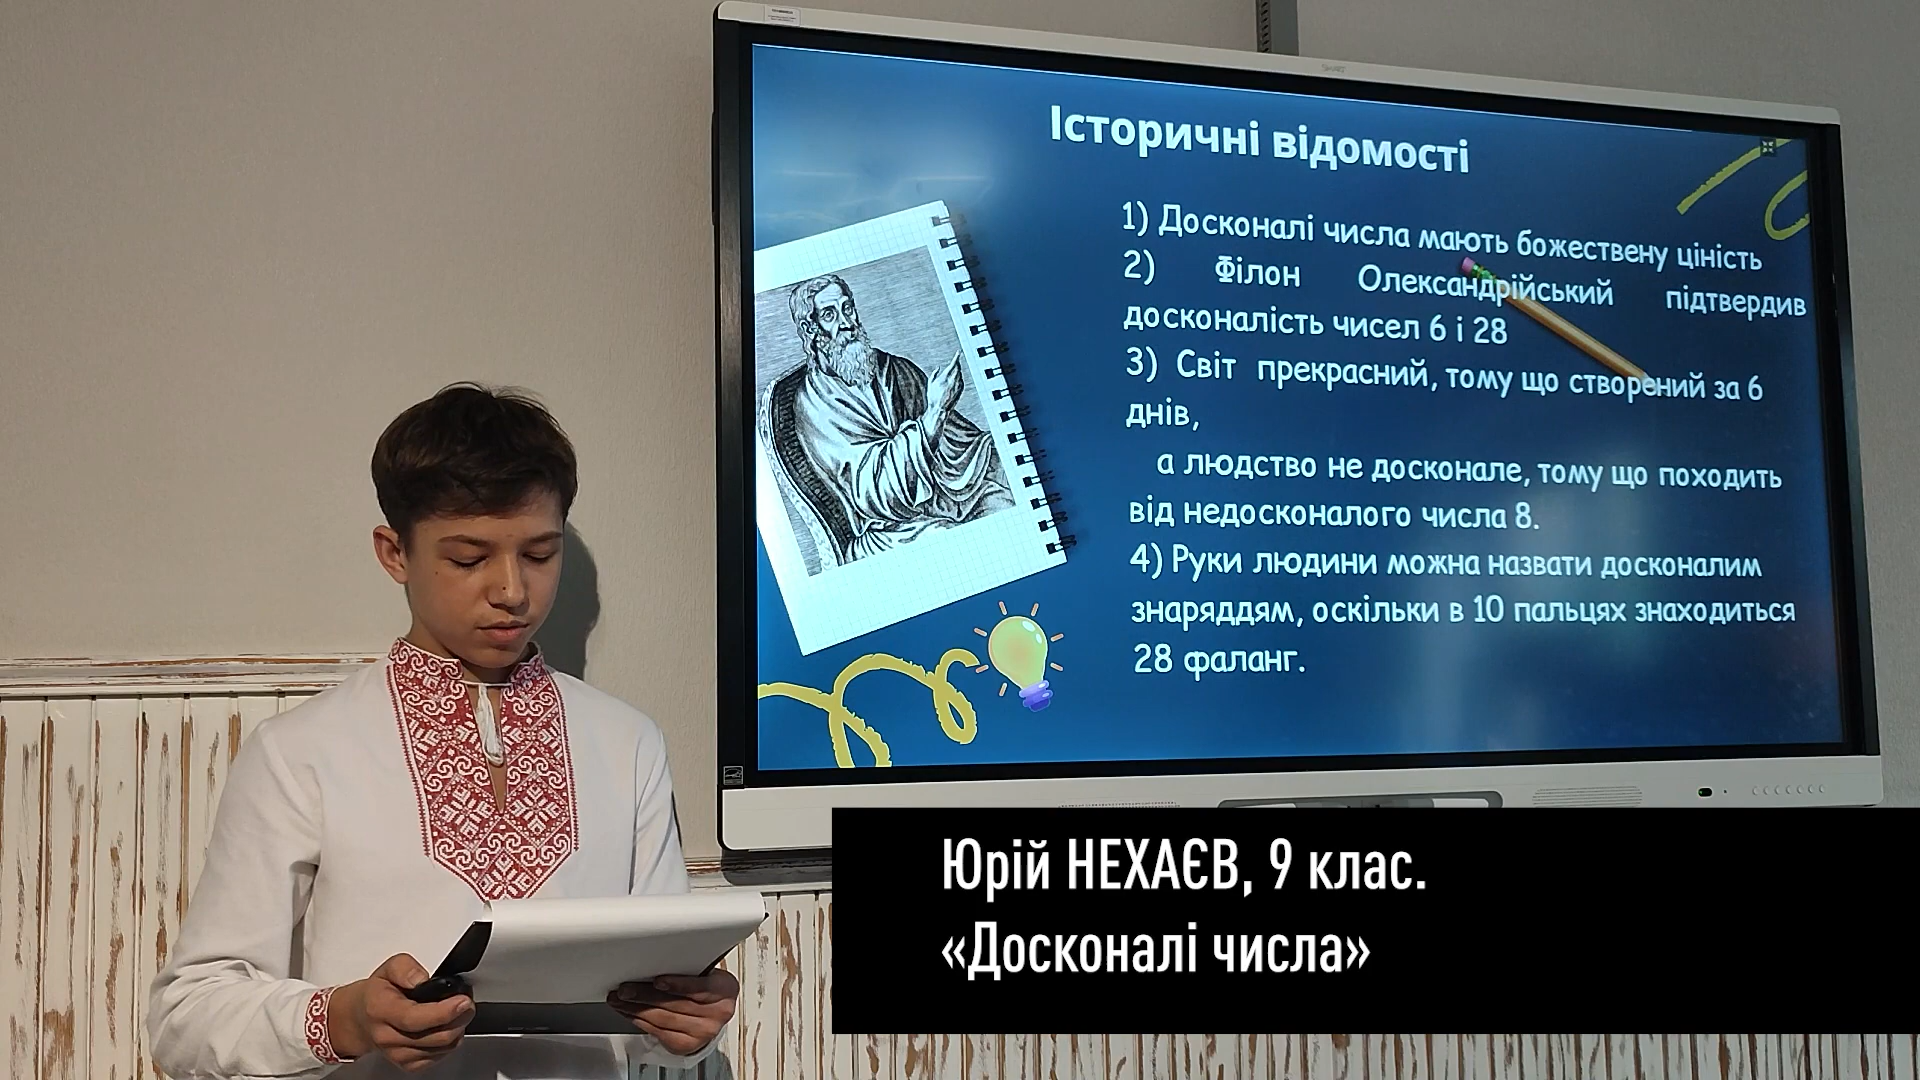 Історичні відомості
1) Досконалі числа мають божествену ціність
2) Філон Олександрійський підтвердив
досконалість чисел 6 і 28
3) Світ прекрасний, тому що створений за 6
днів,
а людство не досконале, тому що походить
від недосконалого числа 8.
4) Руки людини можна назвати досконалим
знаряддям, оскільки в 10 пальцях знаходиться
28 фаланг.
Юрій НЕХАЄВ, 9 клас.
«Досконалі числа»